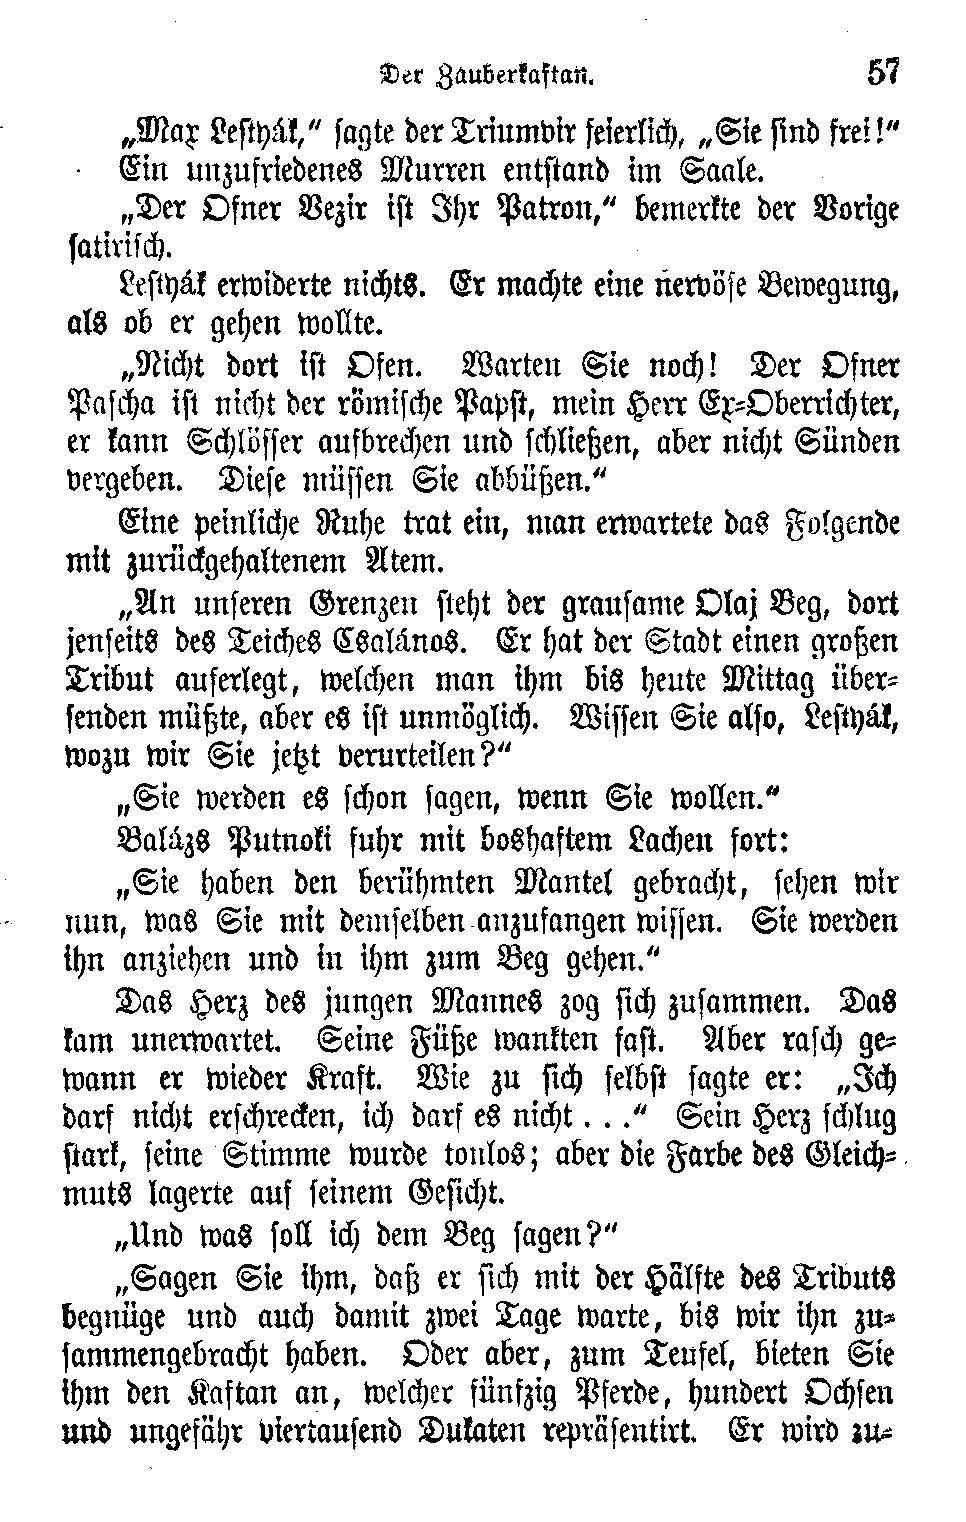 Der Zauberkaftan. 57
„Max Lestyák,“ sagte der Triumvir feierlich, „Sie sind frei!“
Ein unzufriedenes Murren entstand im Saale.
„Der Ofner Vezir ist Ihr Patron,“ bemerkte der Vorige
satirisch.
Lestyák erwiderte nichts. Er machte eine nervöse Bewegung,
als ob er gehen wollte.
„Nicht dort ist Ofen. Warten Sie noch! Der Ofner
Pascha ist nicht der römische Papst, mein Herr Ex-Oberrichter,
er kann Schlösser aufbrechen und schließen, aber nicht Sünden
vergeben. Diese müssen Sie abbüßen.“
Eine peinliche Ruhe trat ein, man erwartete das Folgende
mit zurückgehaltenem Atem.
„An unseren Grenzen steht der grausame Olaj Beg, dort
jenseits des Teiches Csalános. Er hat der Stadt einen großen
Tribut auferlegt, welchen man ihm bis heute Mittag über-
senden müßte, aber es ist unmöglich. Wissen Sie also, Lestyák,
wozu wir Sie jetzt verurteilen?“
„Sie werden es schon sagen, wenn Sie wollen.“
Balázs Putnoki fuhr mit boshaftem Lachen fort:
„Sie haben den berühmten Mantel gebracht, sehen wir
nun, was Sie mit demselben anzufangen wissen. Sie werden
ihn anziehen und in ihm zum Beg gehen.“
Das Herz des jungen Mannes zog sich zusammen. Das
kam unerwartet. Seine Füße wankten fast. Aber rasch ge-
wann er wieder Kraft. Wie zu sich selbst sagte er: „Ich
darf nicht erschrecken, ich darf es nicht . . .“ Sein Herz schlug
stark, seine Stimme wurde tonlos; aber die Farbe des Gleich-
muts lagerte auf seinem Gesicht.
„Und was soll ich dem Beg sagen?“
„Sagen Sie ihm, daß er sich mit der Hälfte des Tributs
begnüge und auch damit zwei Tage warte, bis wir ihn zu-
sammengebracht haben. Oder aber, zum Teufel, bieten Sie
ihm den Kaftan an, welcher fünfzig Pferde, hundert Ochsen
und ungefähr viertausend Dukaten repräsentirt. Er wird zu-